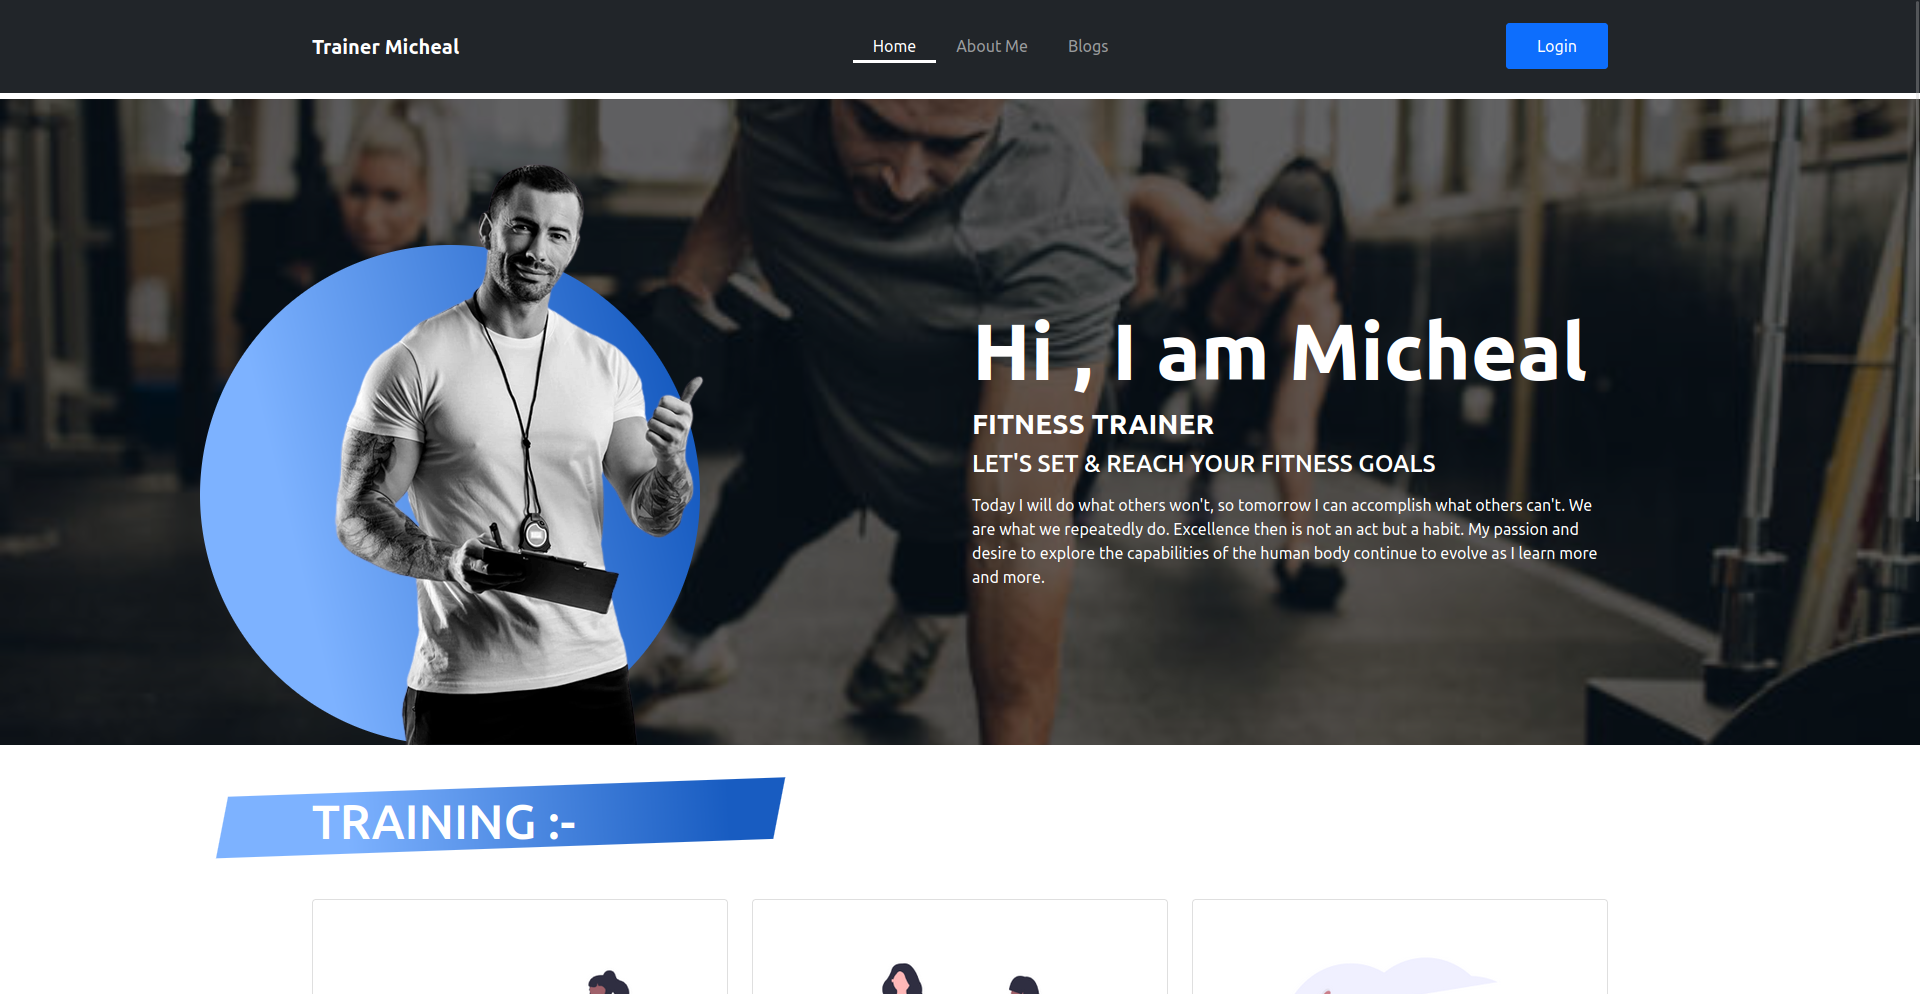 Trainer Micheal
Home
About Me
Blogs
Login
Hi , I am Micheal
FITNESS TRAINER
LET'S SET & REACH YOUR FITNESS GOALS
Today I will do what others won't, so tomorrow I can accomplish what others can't. We
are what we repeatedly do. Excellence then is not an act but a habit. My passion and
desire to explore the capabilities of the human body continue to evolve as I learn more
and more.
TRAINING :-